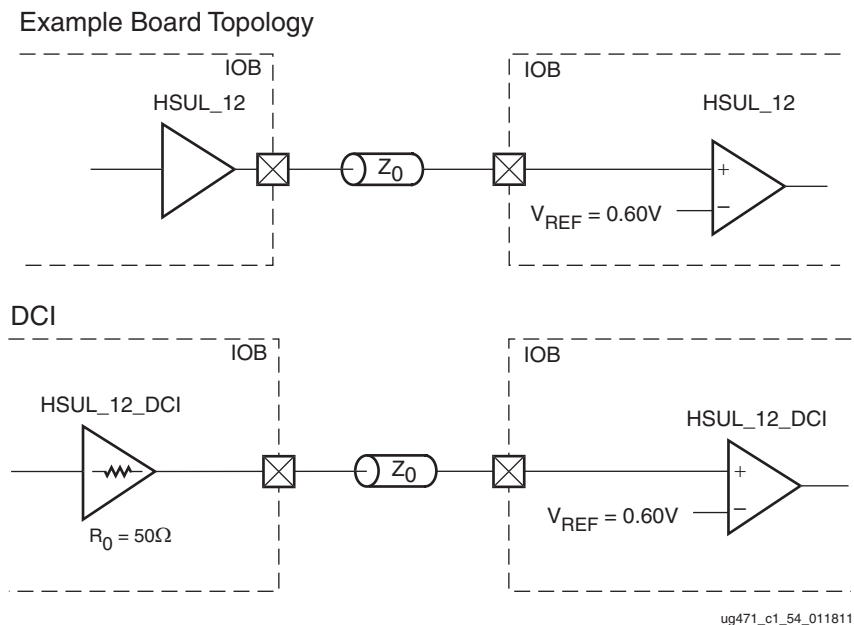 Example Board Topology
IOB
IOB
HSUL_12
HSUL_12
Z0
+
–
VREF = 0.60V
DCI
IOB
IOB
HSUL_12_DCI
HSUL_12_DCI
Z0
+
–
R0 = 50Ω
VREF = 0.60V
ug471_c1_54_011811